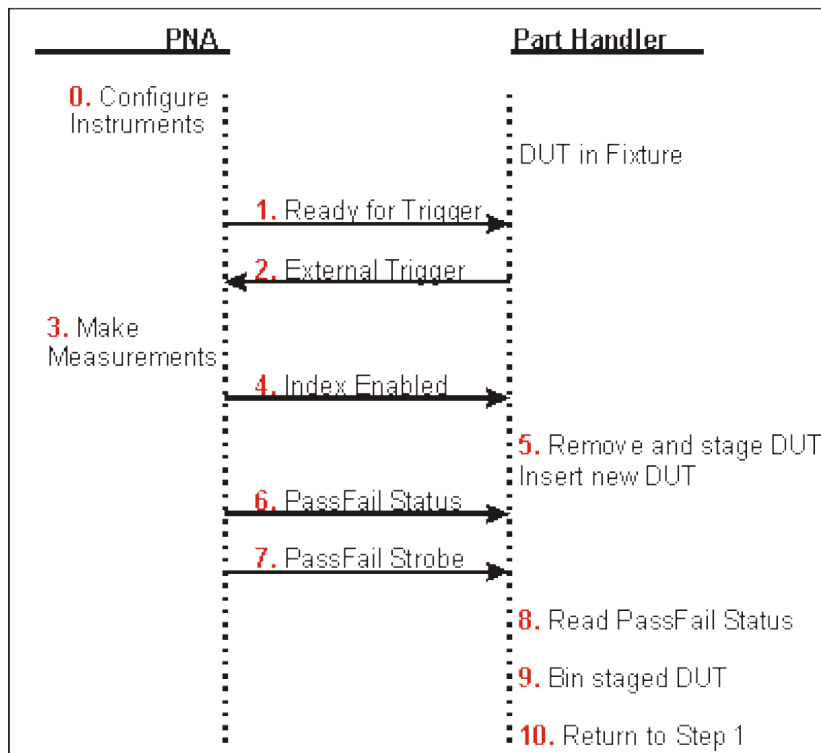 PNA
Part Handler
0. Configure
Instruments
DUT in Fixture
1. Ready for Trigger
2. External Trigger
3. Make
Measurements
4. Index Enabled
5. Remove and stage DUT
Insert new DUT
6. PassFail Status
7. PassFail Strobe
8. Read PassFail Status
9. Bin staged DUT
10. Return to Step 1